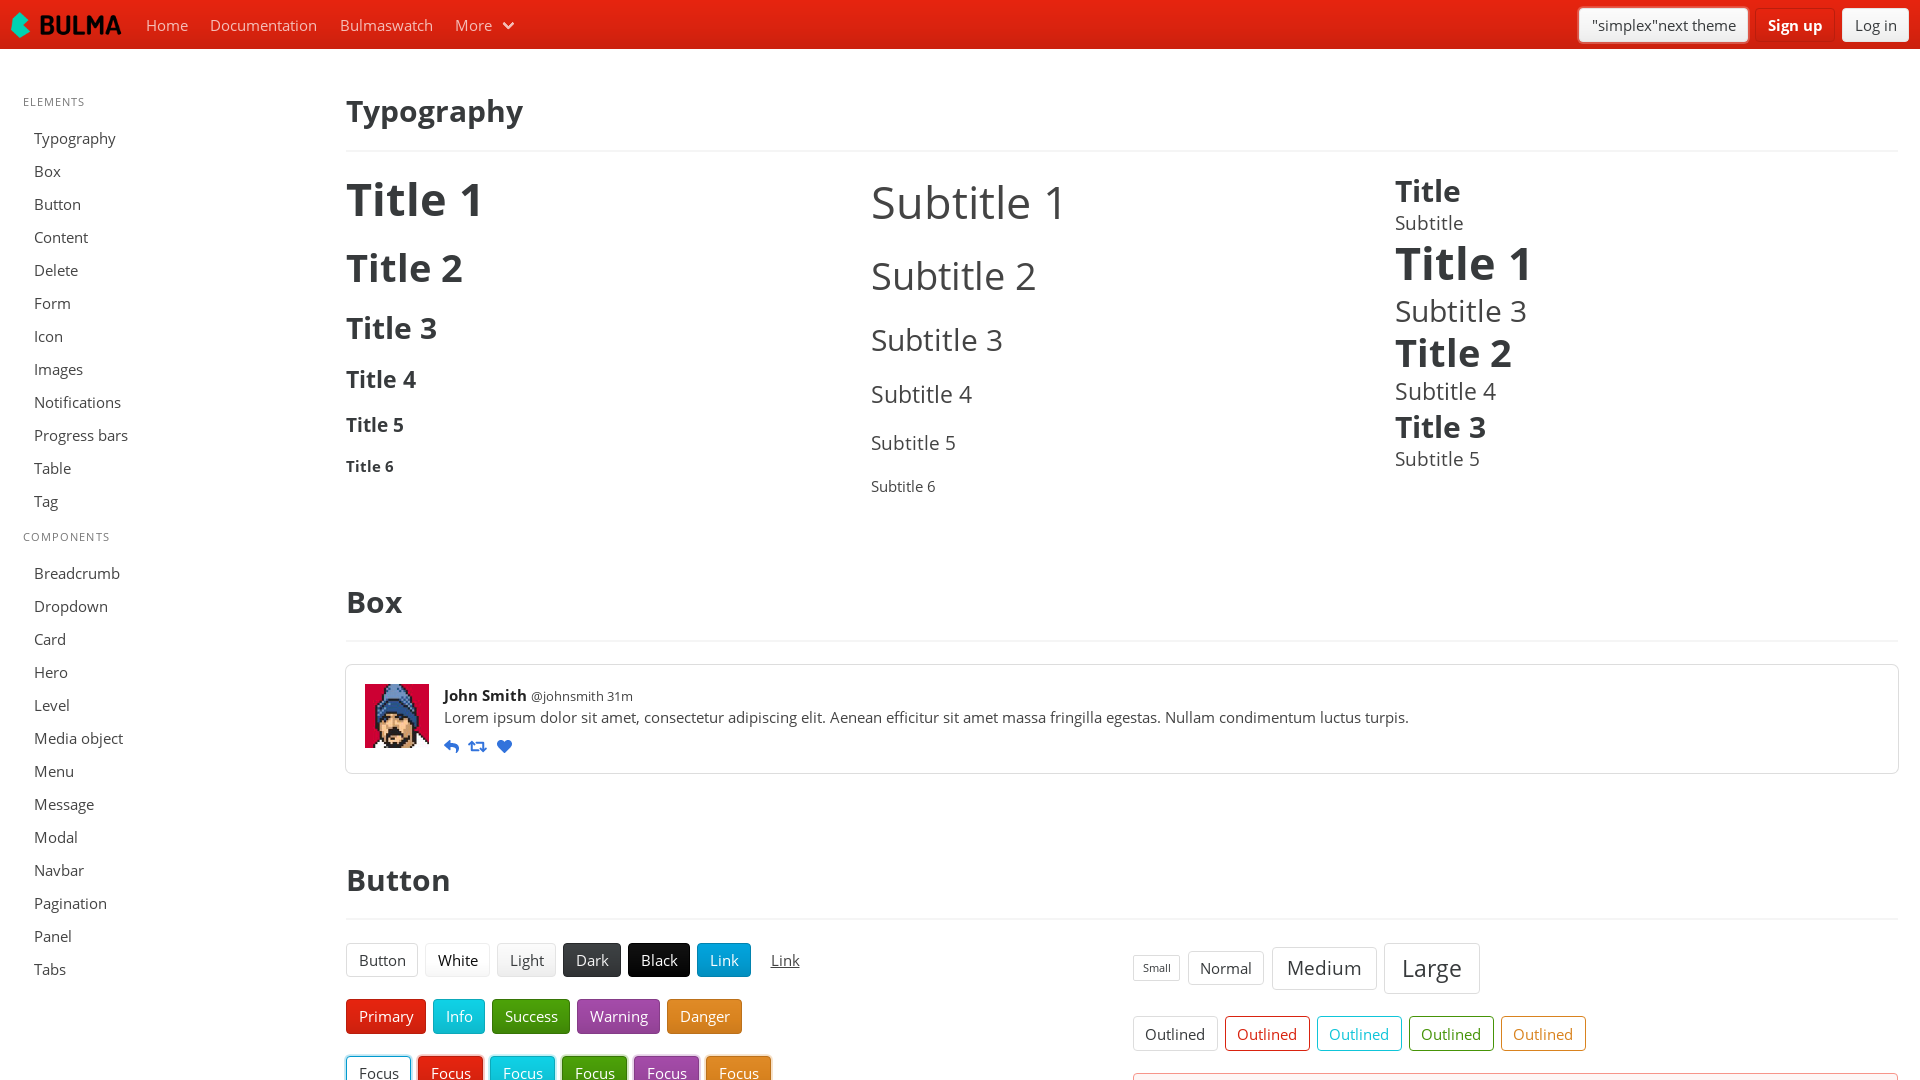 BULMA Home Documentation Bulmaswatch More "simplex"next theme Sign up Log in
ELEMENTS
Typography
Box
Button
Content
Delete
Form
Icon
Images
Notifications
Progress bars
Table
Tag
COMPONENTS
Breadcrumb
Dropdown
Card
Hero
Level
Media object
Menu
Message
Modal
Navbar
Pagination
Panel
Tabs
Typography
Title 1
Title 2
Title 3
Title 4
Title 5
Title 6
Subtitle 1
Subtitle 2
Subtitle 3
Subtitle 4
Subtitle 5
Subtitle 6
Title
Subtitle
Title 1
Subtitle 3
Title 2
Subtitle 4
Title 3
Subtitle 5
Box
John Smith @johnsmith 31m
Lorem ipsum dolor sit amet, consectetur adipiscing elit. Aenean efficitur sit amet massa fringilla egestas. Nullam condimentum luctus turpis.
Button
Button White Light Dark Black Link Link
Primary Info Success Warning Danger
Focus Focus Focus Focus Focus Focus
Small Normal Medium Large
Outlined Outlined Outlined Outlined Outlined